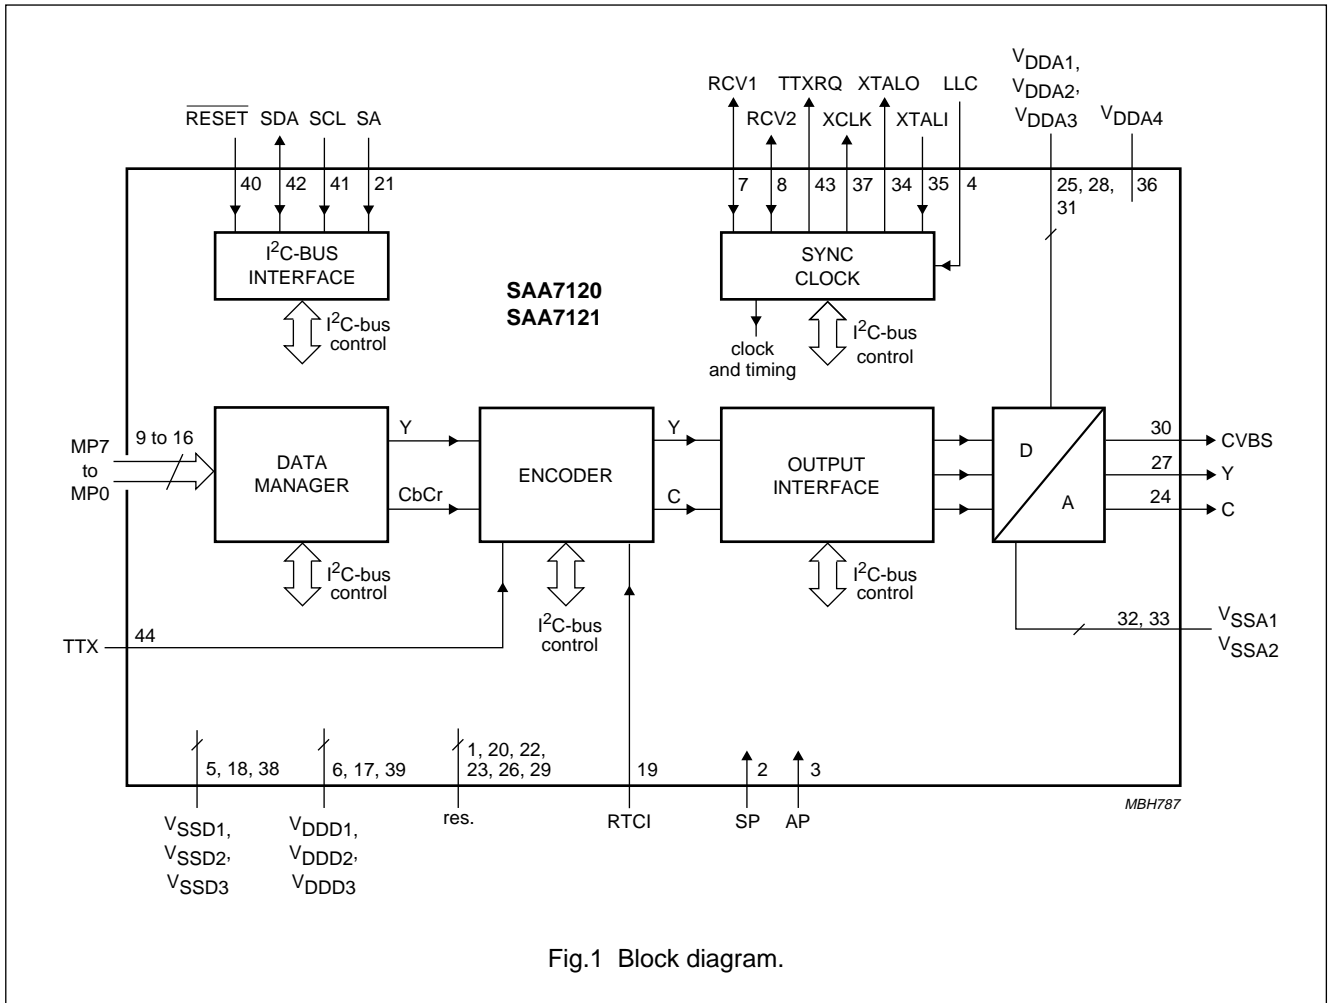 VDDA1,
VDDA2,
VDDA3
VDDA4
RCV1 TTXRQ XTALO LLC
RCV2 XCLK XTALI
RESET SDA SCL SA
40 42 41 21
7 8 43 37 34 35 4
25, 28,
31
36
I2C-BUS
INTERFACE
SYNC
CLOCK
SAA7120
SAA7121
I2C-bus
control
clock
and timing
I2C-bus
control
MP7
to
MP0
9 to 16
DATA
MANAGER
Y
CbCr
ENCODER
Y
C
OUTPUT
INTERFACE
D
A
30 CVBS
27 Y
24 C
I2C-bus
control
I2C-bus
control
I2C-bus
control
TTX 44
32, 33
VSSA1
VSSA2
5, 18, 38
6, 17, 39
1, 20, 22,
23, 26, 29
19
2
3
VSSD1,
VSSD2,
VSSD3
VDDD1,
VDDD2,
VDDD3
res.
RTCI
SP
AP
MBH787
Fig.1 Block diagram.